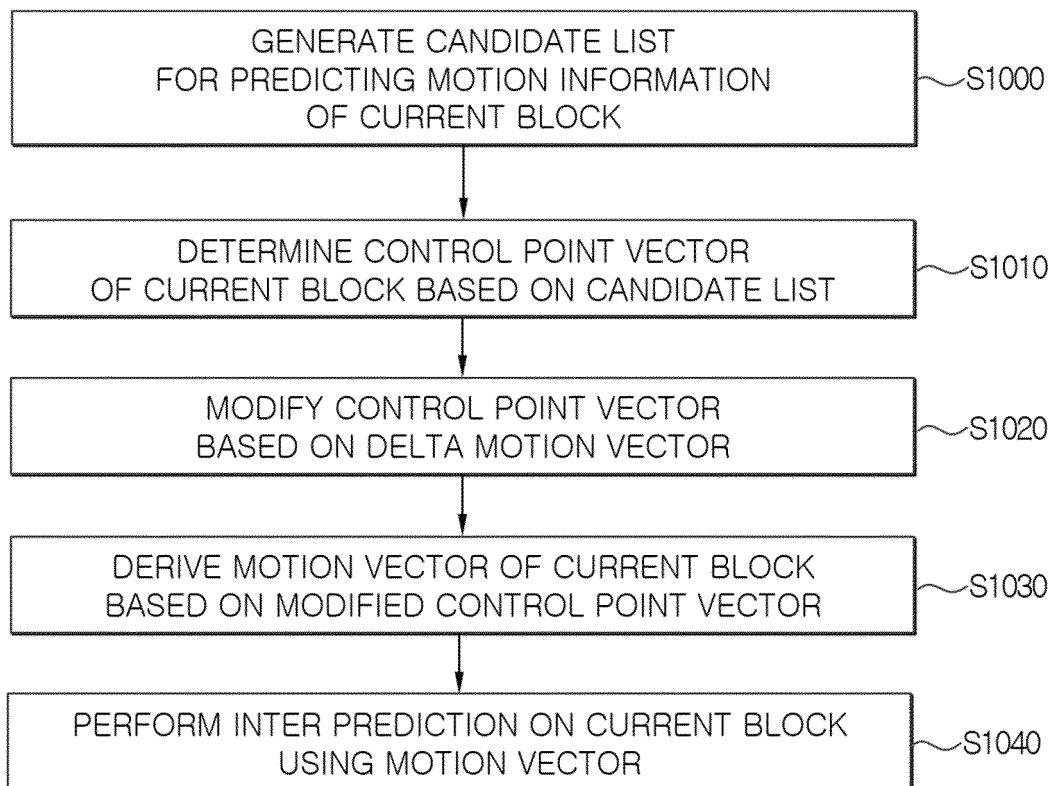 GENERATE CANDIDATE LIST
FOR PREDICTING MOTION INFORMATION
OF CURRENT BLOCK
S1000
DETERMINE CONTROL POINT VECTOR
OF CURRENT BLOCK BASED ON CANDIDATE LIST
S1010
MODIFY CONTROL POINT VECTOR
BASED ON DELTA MOTION VECTOR
S1020
DERIVE MOTION VECTOR OF CURRENT BLOCK
BASED ON MODIFIED CONTROL POINT VECTOR
S1030
PERFORM INTER PREDICTION ON CURRENT BLOCK
USING MOTION VECTOR
S1040